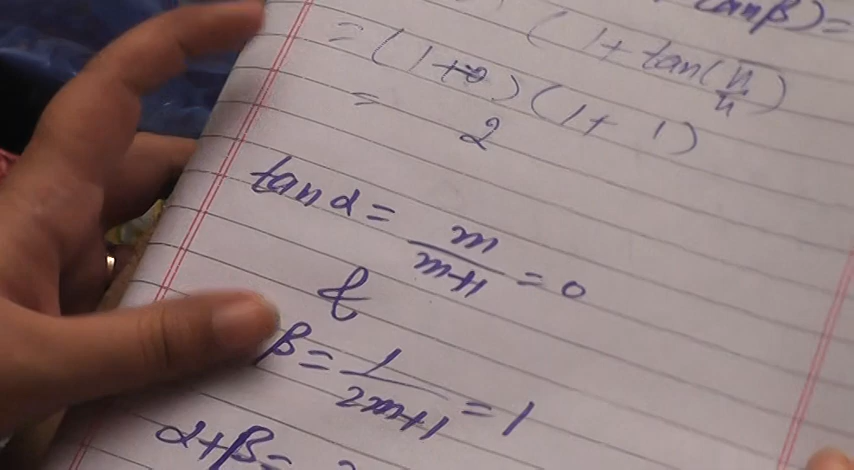 tanβ) =
(1 + tan(π/4))
= (1+0) (1 + 1)
= 2
tan α = m/(m+1) = 0
&
β = 1/(2m+1) = 1
α+β =